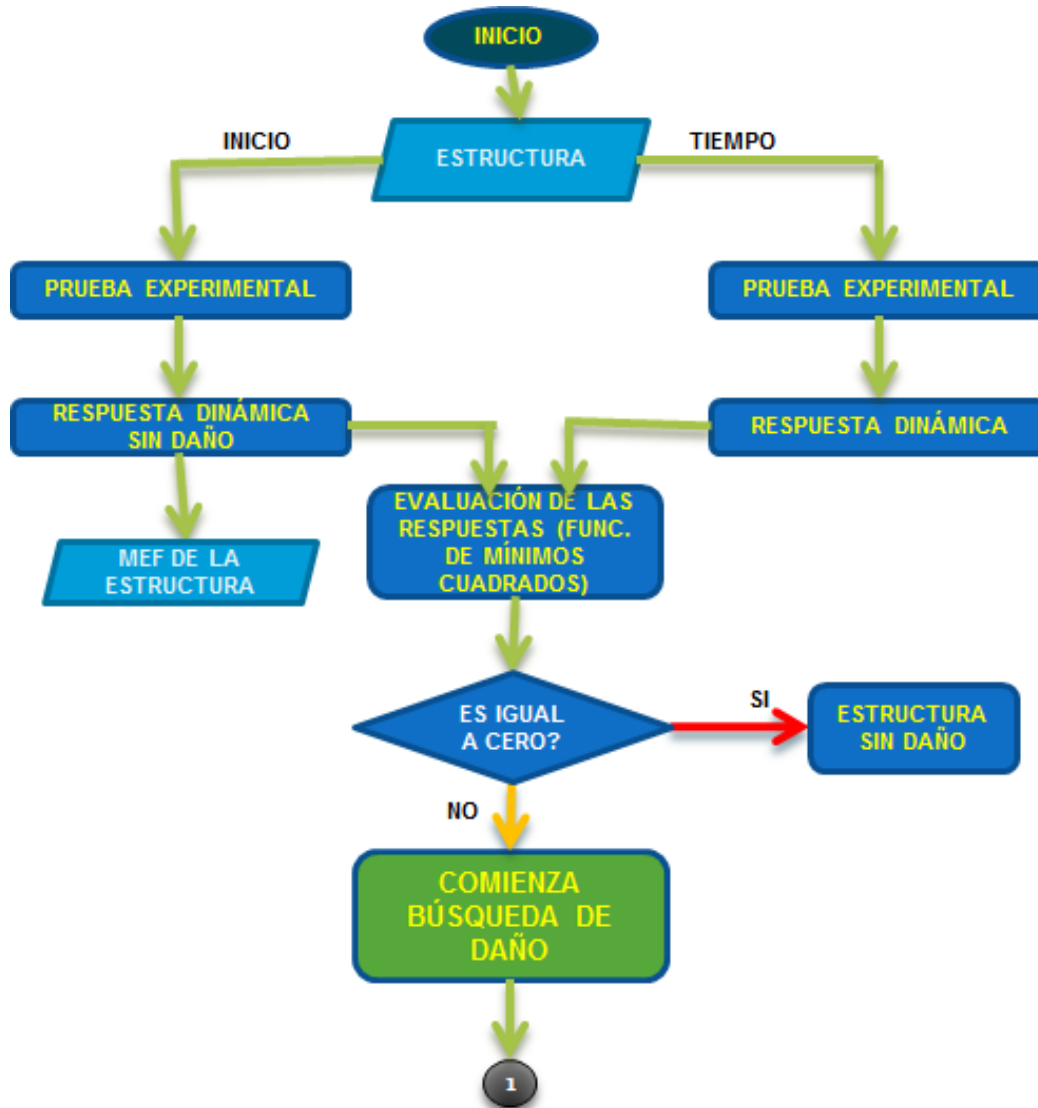 INICIO
INICIO
ESTRUCTURA
TIEMPO
PRUEBA EXPERIMENTAL
PRUEBA EXPERIMENTAL
RESPUESTA DINÁMICA
SIN DAÑO
RESPUESTA DINÁMICA
EVALUACIÓN DE LAS
RESPUESTAS (FUNC.
DE MÍNIMOS
CUADRADOS)
MEF DE LA
ESTRUCTURA
ES IGUAL
A CERO?
SI
ESTRUCTURA
SIN DAÑO
NO
COMIENZA
BÚSQUEDA DE
DAÑO
1